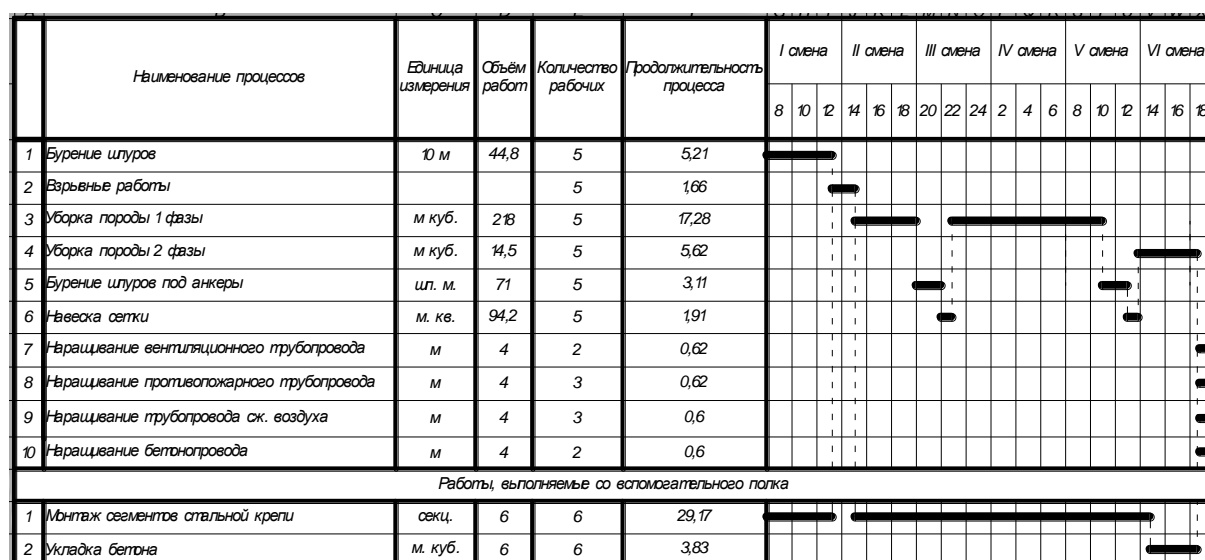 Наименование процессов Единица измерения Объём работ Количество рабочих Продолжительность процесса I смена II смена III смена IV смена V смена VI смена
8 10 12 14 16 18 20 22 24 2 4 6 8 10 12 14 16 18
1 Бурение шпуров 10 м 44,8 5 5,21
2 Взрывные работы 5 1,66
3 Уборка породы 1 фазы м куб. 218 5 17,28
4 Уборка породы 2 фазы м куб. 14,5 5 5,62
5 Бурение шпуров под анкеры шп. м. 71 5 3,11
6 Навеска сетки м. кв. 94,2 5 1,91
7 Наращивание вентиляционного трубопровода м 4 2 0,62
8 Наращивание противопожарного трубопровода м 4 3 0,62
9 Наращивание трубопровода сж. воздуха м 4 3 0,6
10 Наращивание бетонопровода м 4 2 0,6
Работы, выполняемые со вспомогательного полка
1 Монтаж сегментов стальной крепи секц. 6 6 29,17
2 Укладка бетона м. куб. 6 6 3,83